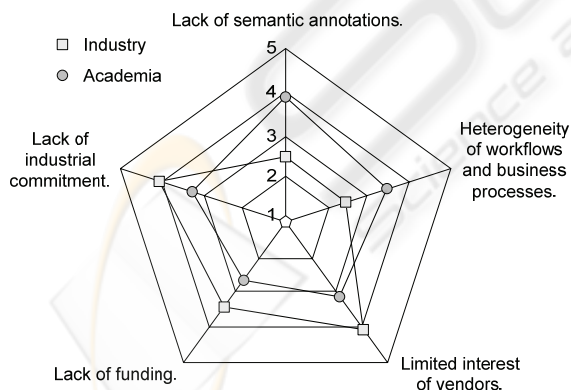 Lack of semantic annotations.
Industry
Academia
5
4
3
2
1
Lack of
industrial
commitment.
Heterogeneity
of workflows
and business
processes.
Lack of funding.
Limited interest
of vendors.
Science a